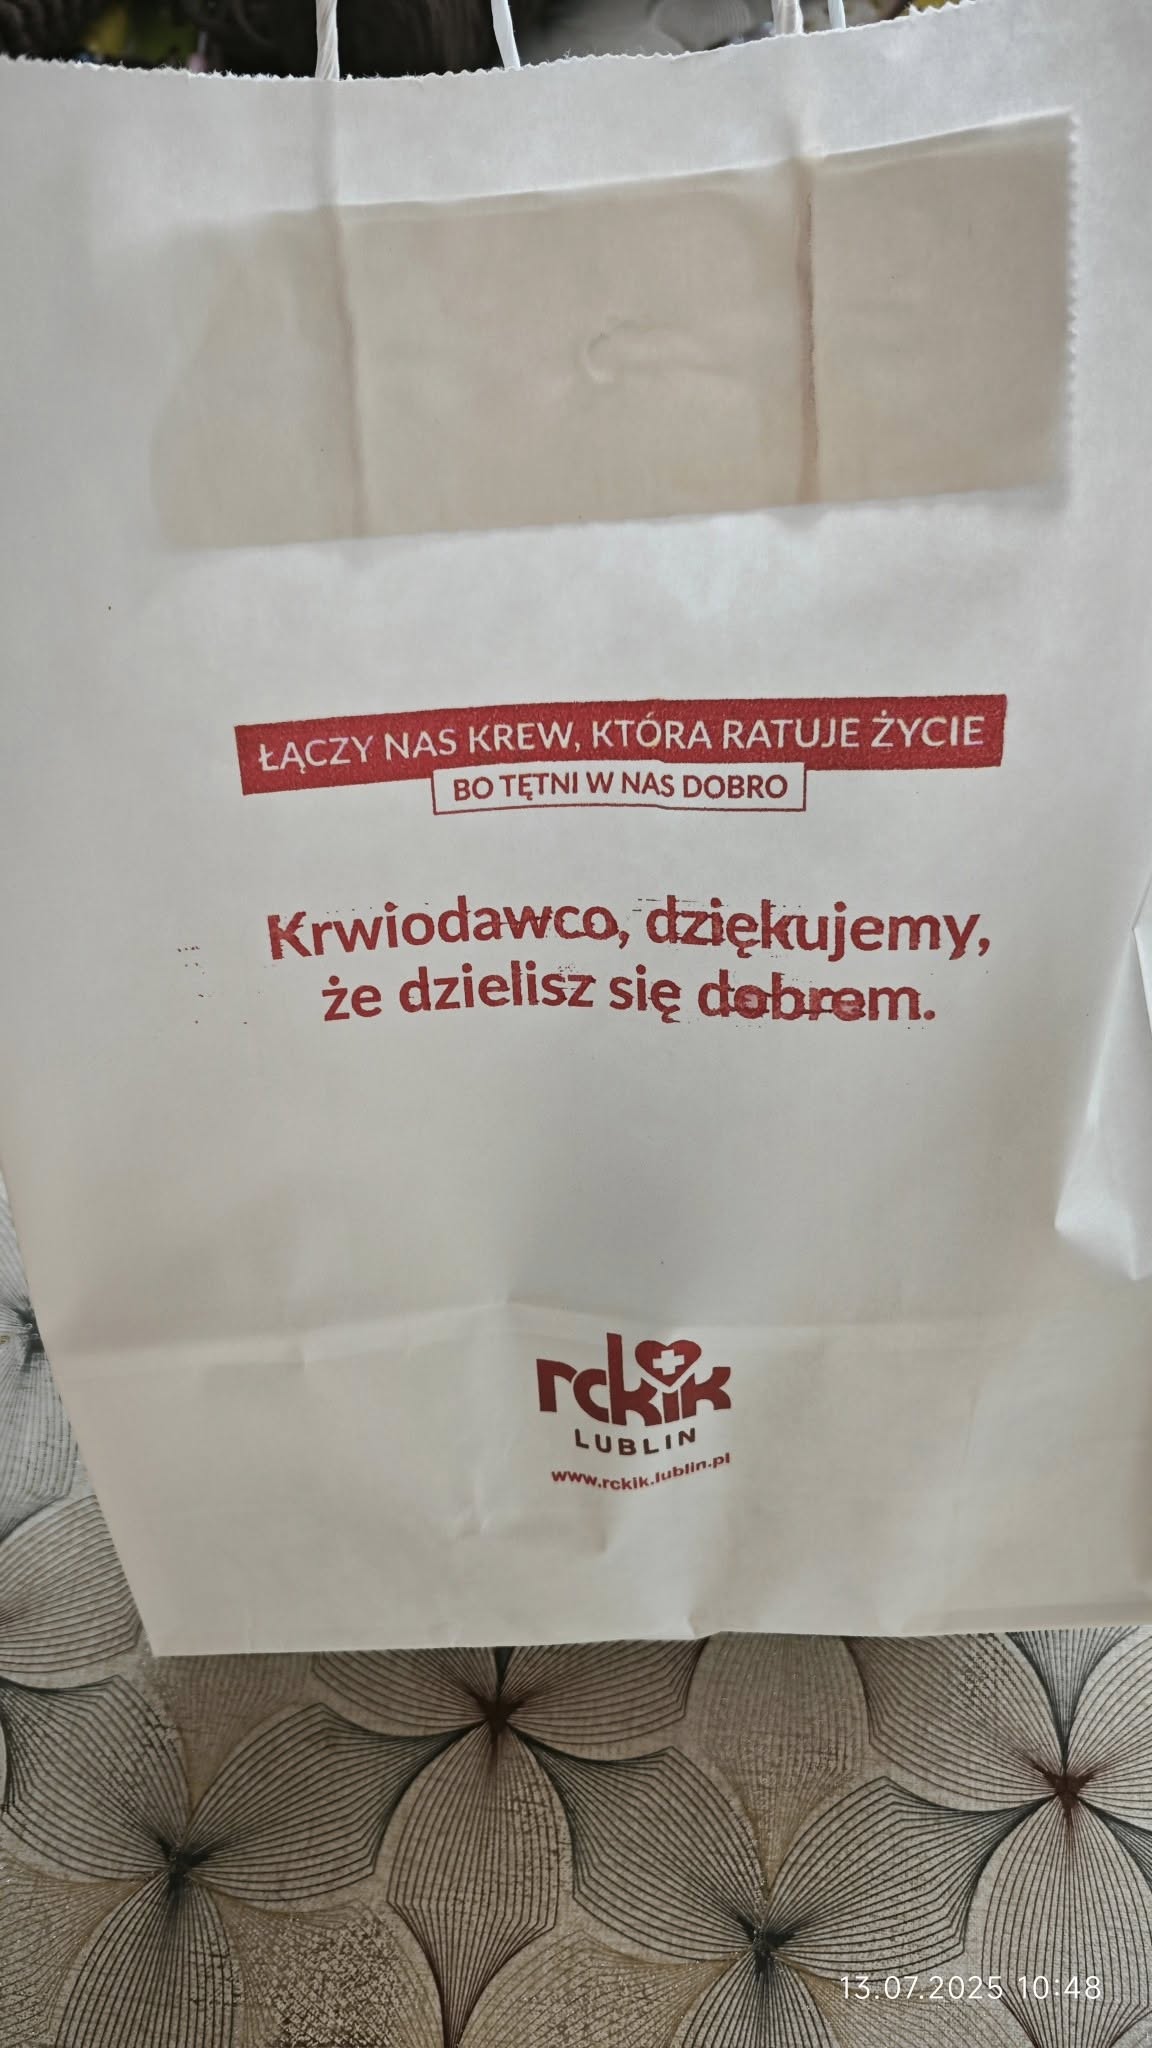 ŁĄCZY NAS KREW, KTÓRA RATUJE ŻYCIE
BO TĘTNI W NAS DOBRO
Krwiodawco, dziękujemy,
że dzielisz się dobrem.
rckik
LUBLIN
www.rckik.lublin.pl
13.07.2025 10:48